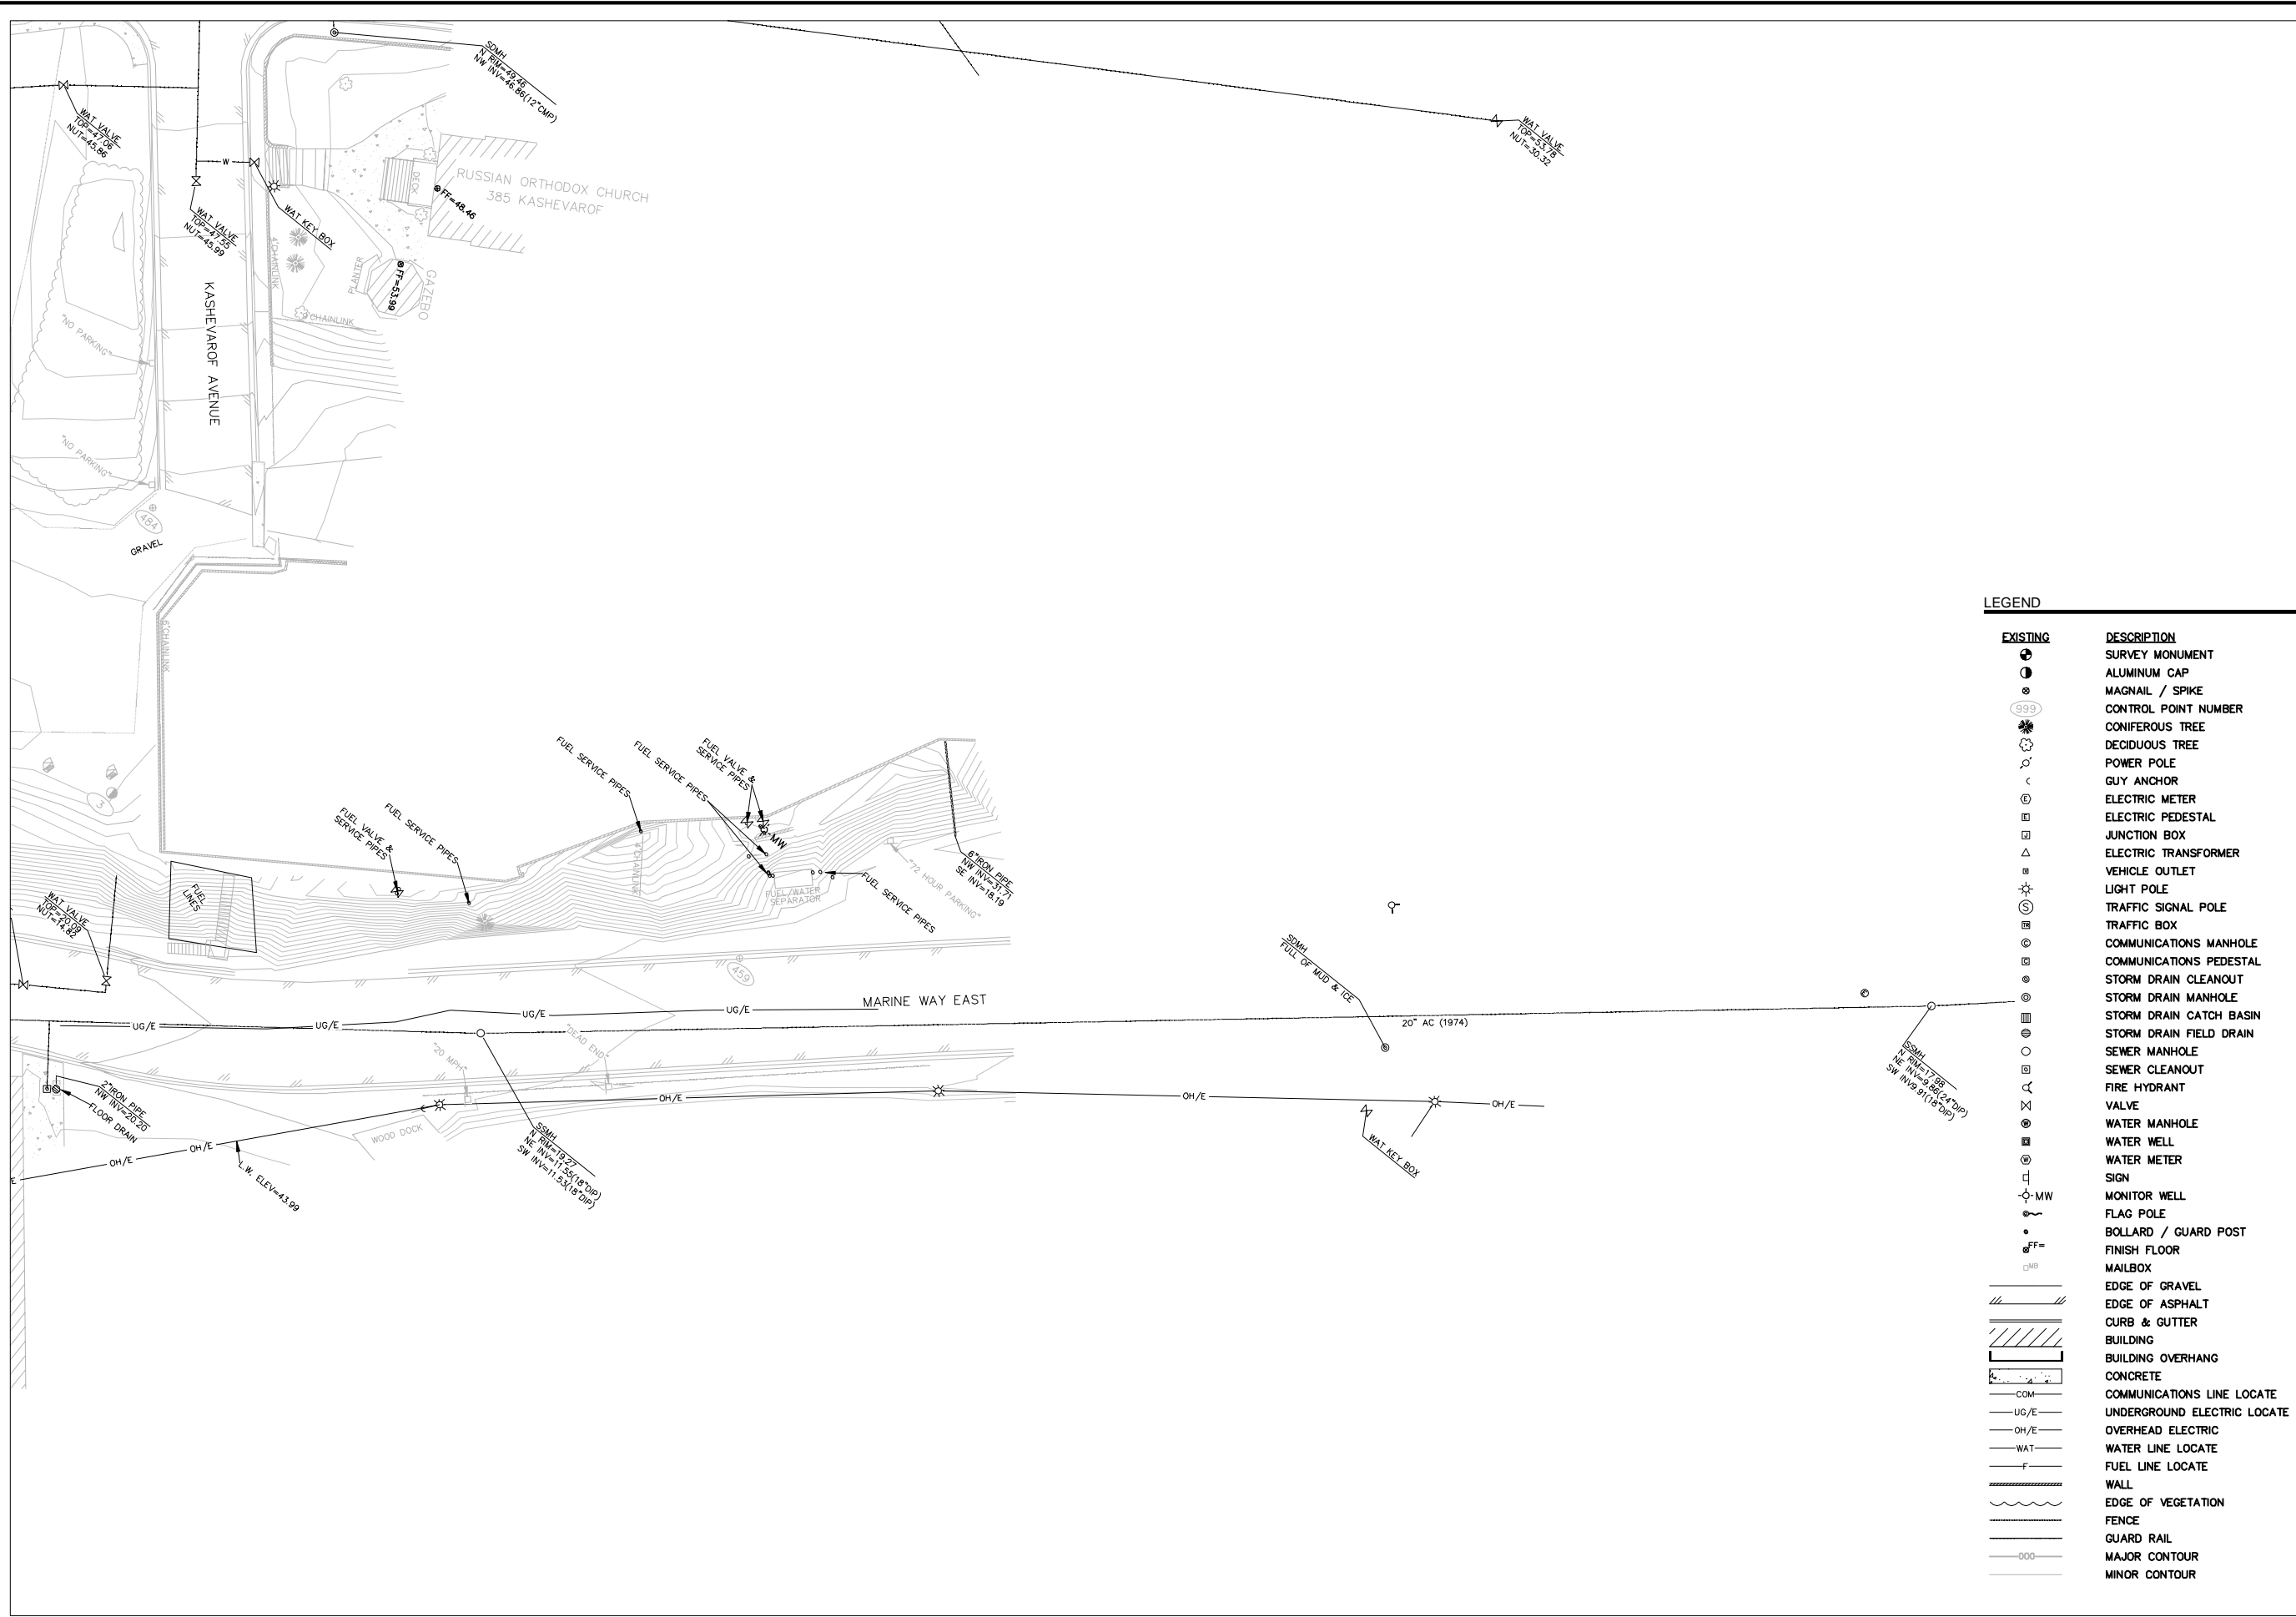 SDMH
N RIM=49.46
NW INV=46.86(12"CMP)
WAT VALVE
TOP=47.06
NUT=45.86
WAT VALVE
TOP=53.78
NUT=30.32
W
RUSSIAN ORTHODOX CHURCH
385 KASHEVAROF
DECK
FF=48.46
WAT VALVE
TOP=47.55
NUT=45.99
WAT KEY BOX
4'CHAINLINK
PLANTER
FF=53.99
GAZEBO
CHAINLINK
KASHEVAROF AVENUE
"NO PARKING"
"NO PARKING"
484
GRAVEL
6'CHAINLINK
3
FUEL VALVE &
SERVICE PIPES
FUEL SERVICE PIPES
FUEL SERVICE PIPES
FUEL SERVICE PIPES
FUEL VALVE &
SERVICE PIPES
MW
4'CHAINLINK
FUEL/WATER
SEPARATOR
FUEL SERVICE PIPES
"72 HOUR PARKING"
6"IRON PIPE
NW INV=31.71
SE INV=18.19
FUEL
LINES
WAT VALVE
TOP=20.09
NUT=14.82
459
SDMH
FULL OF MUD & ICE
MARINE WAY EAST
UG/E
UG/E
UG/E
UG/E
20" AC (1974)
"20 MPH"
"DEAD END"
2"IRON PIPE
NW INV=20.20
FLOOR DRAIN
OH/E
OH/E
OH/E
OH/E
OH/E
E
WOOD DOCK
L.W. ELEV=43.99
SSMH
N RIM=19.27
NE INV=11.55(18"DIP)
SW INV=11.53(18"DIP)
WAT KEY BOX
SSMH
N RIM=17.98
NE INV=9.86(24"DIP)
SW INV9.91(18"DIP)
LEGEND
EXISTING DESCRIPTION
SURVEY MONUMENT
ALUMINUM CAP
MAGNAIL / SPIKE
999 CONTROL POINT NUMBER
CONIFEROUS TREE
DECIDUOUS TREE
POWER POLE
GUY ANCHOR
E ELECTRIC METER
E ELECTRIC PEDESTAL
J JUNCTION BOX
ELECTRIC TRANSFORMER
VEHICLE OUTLET
LIGHT POLE
S TRAFFIC SIGNAL POLE
TR TRAFFIC BOX
C COMMUNICATIONS MANHOLE
C COMMUNICATIONS PEDESTAL
STORM DRAIN CLEANOUT
STORM DRAIN MANHOLE
STORM DRAIN CATCH BASIN
STORM DRAIN FIELD DRAIN
SEWER MANHOLE
SEWER CLEANOUT
FIRE HYDRANT
VALVE
W WATER MANHOLE
WATER WELL
W WATER METER
SIGN
MW MONITOR WELL
FLAG POLE
BOLLARD / GUARD POST
FF= FINISH FLOOR
MB MAILBOX
EDGE OF GRAVEL
EDGE OF ASPHALT
CURB & GUTTER
BUILDING
BUILDING OVERHANG
CONCRETE
COM COMMUNICATIONS LINE LOCATE
UG/E UNDERGROUND ELECTRIC LOCATE
OH/E OVERHEAD ELECTRIC
WAT WATER LINE LOCATE
F FUEL LINE LOCATE
WALL
EDGE OF VEGETATION
FENCE
GUARD RAIL
000 MAJOR CONTOUR
MINOR CONTOUR